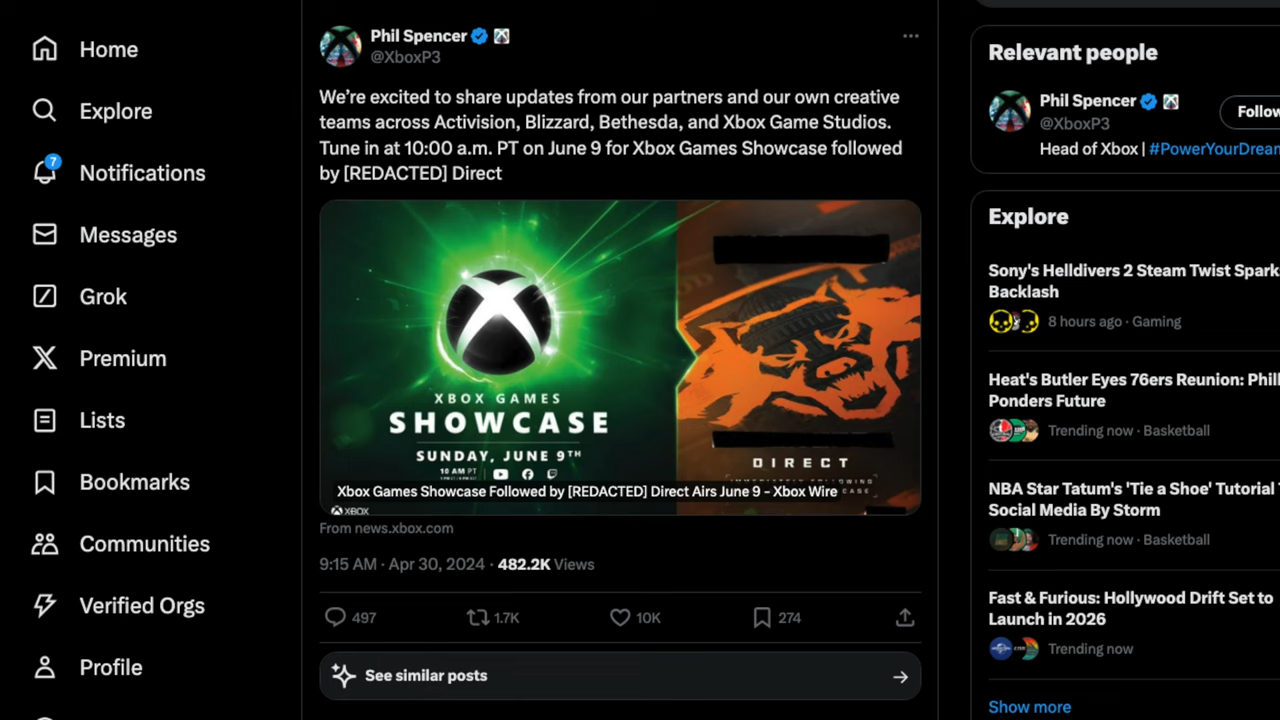 Home
Explore
7
Notifications
Messages
Grok
Premium
Lists
Bookmarks
Communities
Verified Orgs
Profile
Phil Spencer
@XboxP3
We're excited to share updates from our partners and our own creative
teams across Activision, Blizzard, Bethesda, and Xbox Game Studios.
Tune in at 10:00 a.m. PT on June 9 for Xbox Games Showcase followed
by [REDACTED] Direct
XBOX GAMES
SHOWCASE
SUNDAY, JUNE 9TH
10 AM PT
DIRECT
Xbox Games Showcase Followed by [REDACTED] Direct Airs June 9 - Xbox Wire
XBOX
From news.xbox.com
9:15 AM · Apr 30, 2024 · 482.2K Views
497 1.7K 10K 274
See similar posts
Relevant people
Phil Spencer
@XboxP3
Follow
Head of Xbox | #PowerYourDream
Explore
Sony's Helldivers 2 Steam Twist Spark
Backlash
8 hours ago · Gaming
Heat's Butler Eyes 76ers Reunion: Phil
Ponders Future
Trending now · Basketball
NBA Star Tatum's 'Tie a Shoe' Tutorial
Social Media By Storm
Trending now · Basketball
Fast & Furious: Hollywood Drift Set to
Launch in 2026
Trending now
Show more